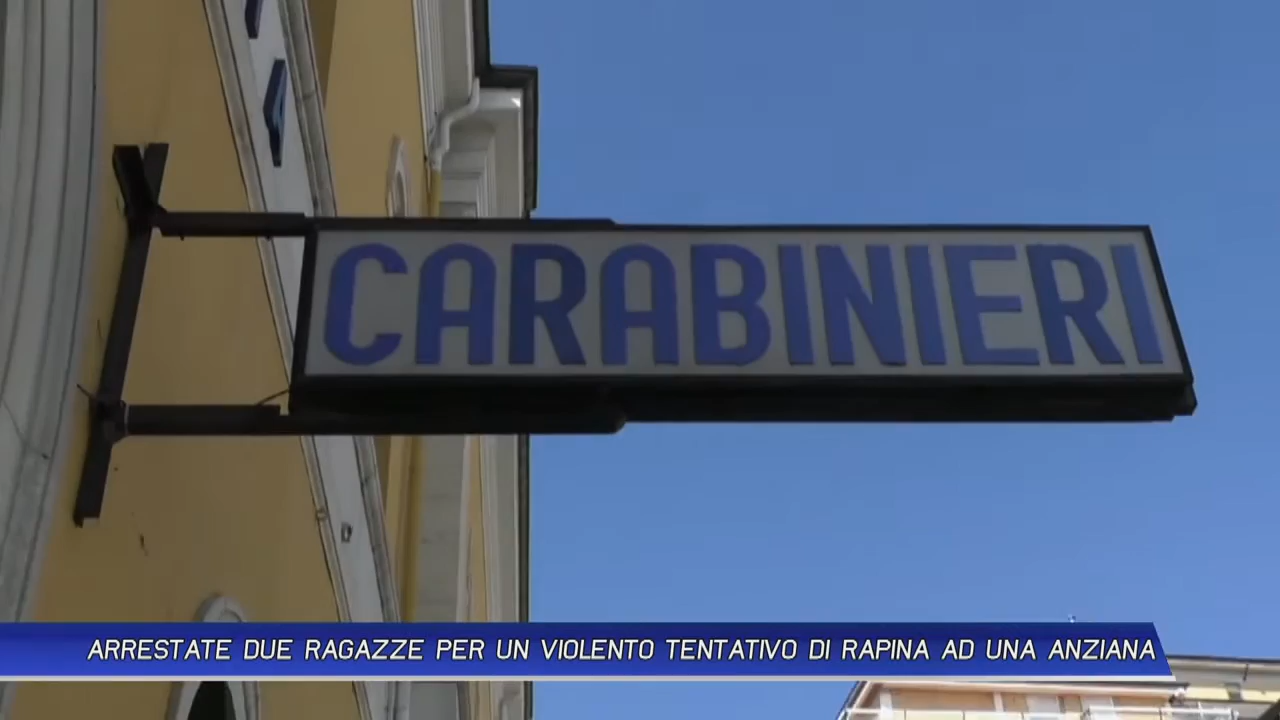 CARABINIERI
ARRESTATE DUE RAGAZZE PER UN VIOLENTO TENTATIVO DI RAPINA AD UNA ANZIANA